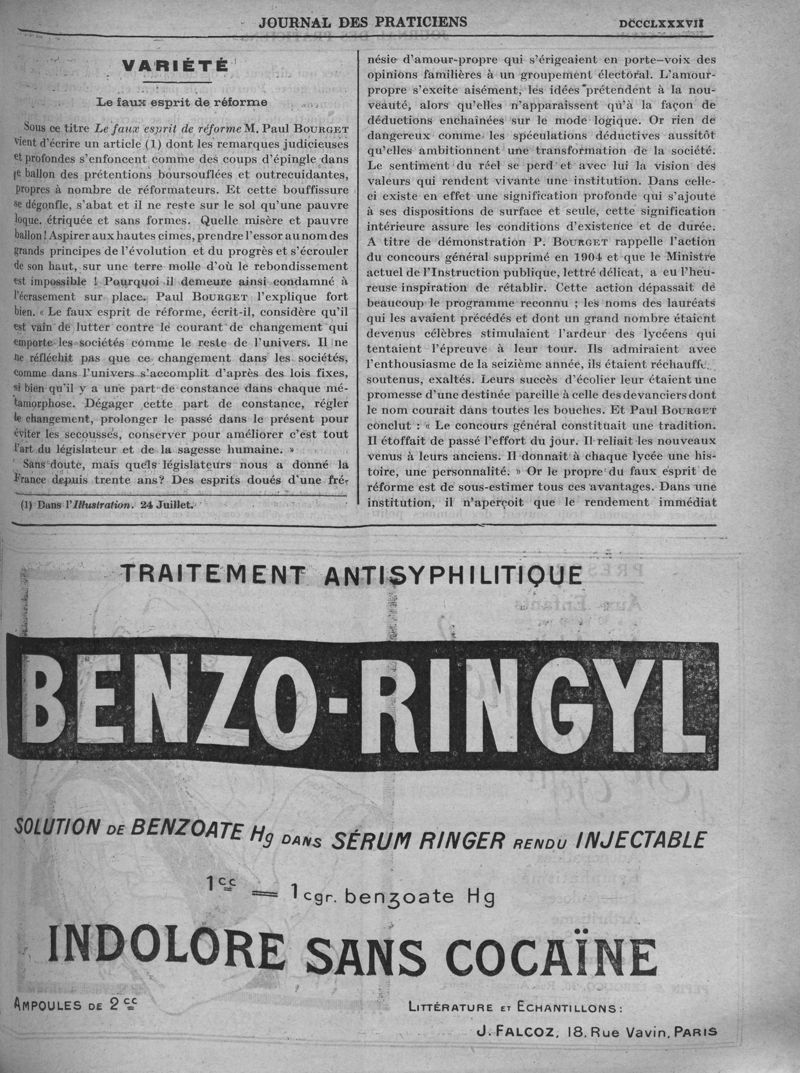 JOURNAL DES PRATICIENS
DCCCLXXXVII
VARIÉTÉ
Le faux esprit de réforme
Sous ce titre Le faux esprit de réforme M. Paul BOURGET
vient d'écrire un article (1) dont les remarques judicieuses
et profondes s'enfoncent comme des coups d'épingle dans
le ballon des prétentions boursouflées et outrecuidantes,
propres à nombre de réformateurs. Et cette bouffissure
se dégonfle, s'abat et il ne reste sur le sol qu'une pauvre
loque, étriquée et sans formes. Quelle misère et pauvre
ballon ! Aspirer aux hautes cimes, prendre l'essor au nom des
grands principes de l'évolution et du progrès et s'écrouler
de son haut, sur une terre molle d'où le rebondissement
est impossible ! Pourquoi il demeure ainsi condamné à
l'écrasement sur place. Paul BOURGET l'explique fort
bien. « Le faux esprit de réforme, écrit-il, considère qu'il
est vain de lutter contre le courant de changement qui
emporte les sociétés comme le reste de l'univers. Il ne
ne réfléchit pas que ce changement dans les sociétés,
comme dans l'univers s'accomplit d'après des lois fixes,
si bien qu'il y a une part de constance dans chaque mé-
tamorphose. Dégager cette part de constance, régler
le changement, prolonger le passé dans le présent pour
éviter les secousses, conserver pour améliorer c'est tout
l'art du législateur et de la sagesse humaine. »
Sans doute, mais quels législateurs nous a donné la
France depuis trente ans? Des esprits doués d'une fré-
(1) Dans l'Illustration. 24 Juillet.
nésie d'amour-propre qui s'érigeaient en porte-voix des
opinions familières à un groupement électoral. L'amour-
propre s'excite aisément, les idées prétendent à la nou-
veauté, alors qu'elles n'apparaissent qu'à la façon de
déductions enchaînées sur le mode logique. Or rien de
dangereux comme les spéculations déductives aussitôt
qu'elles ambitionnent une transformation de la société.
Le sentiment du réel se perd et avec lui la vision des
valeurs qui rendent vivante une institution. Dans celle-
ci existe en effet une signification profonde qui s'ajoute
à ses dispositions de surface et seule, cette signification
intérieure assure les conditions d'existence et de durée.
A titre de démonstration P. BOURGET rappelle l'action
du concours général supprimé en 1904 et que le Ministre
actuel de l'Instruction publique, lettré délicat, a eu l'heu-
reuse inspiration de rétablir. Cette action dépassait de
beaucoup le programme reconnu ; les noms des lauréats
qui les avaient précédés et dont un grand nombre étaient
devenus célèbres stimulaient l'ardeur des lycéens qui
tentaient l'épreuve à leur tour. Ils admiraient avec
l'enthousiasme de la seizième année, ils étaient réchauffés.
soutenus, exaltés. Leurs succès d'écolier leur étaient une
promesse d'une destinée pareille à celle des devanciers dont
le nom courait dans toutes les bouches. Et Paul BOURGET
conclut : « Le concours général constituait une tradition.
Il étoffait de passé l'effort du jour. Il reliait les nouveaux
venus à leurs anciens. Il donnait à chaque lycée une his-
toire, une personnalité. » Or le propre du faux esprit de
réforme est de sous-estimer tous ces avantages. Dans une
institution, il n'aperçoit que le rendement immédiat
TRAITEMENT ANTISYPHILITIQUE
BENZO-RINGYL
SOLUTION DE BENZOATE Hg DANS SÉRUM RINGER RENDU INJECTABLE
1cc = 1 cgr. benzoate Hg
INDOLORE SANS COCAÏNE
AMPOULES DE 2cc
LITTÉRATURE ET ECHANTILLONS:
J. FALCOZ, 18, Rue Vavin, PARIS